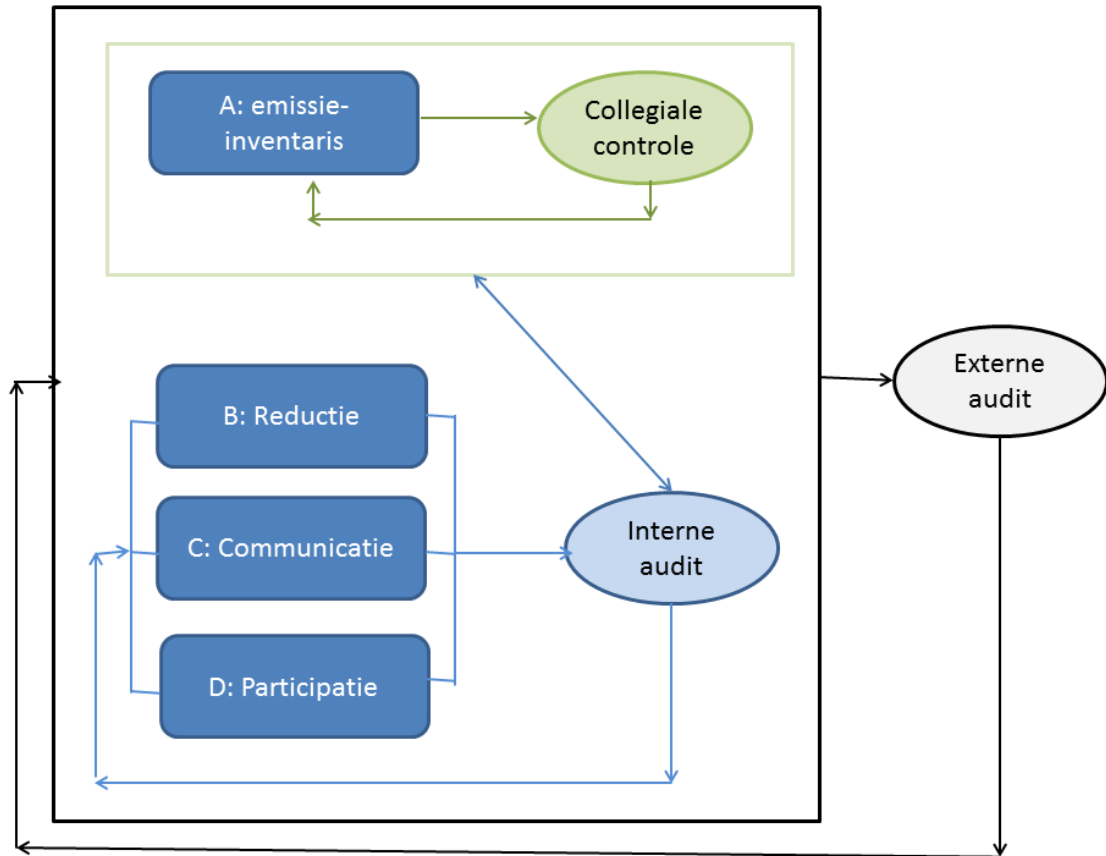 A: emissie-
inventaris
Collegiale
controle
B: Reductie
Externe
audit
C: Communicatie
Interne
audit
D: Participatie